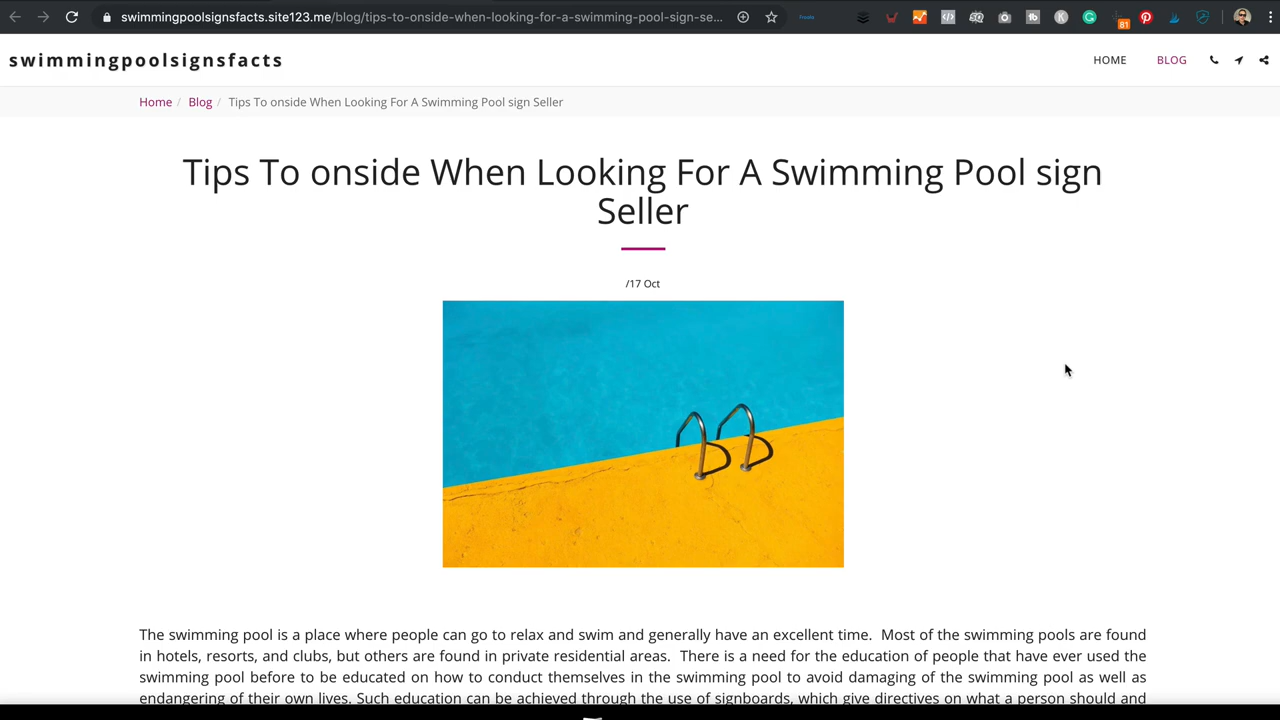 swimmingpoolsignsfacts.site123.me/blog/tips-to-onside-when-looking-for-a-swimming-pool-sign-se...
81
swimmingpoolsignsfacts
HOME
BLOG
Home / Blog / Tips To onside When Looking For A Swimming Pool sign Seller
Tips To onside When Looking For A Swimming Pool sign
Seller
/17 Oct
The swimming pool is a place where people can go to relax and swim and generally have an excellent time. Most of the swimming pools are found
in hotels, resorts, and clubs, but others are found in private residential areas. There is a need for the education of people that have ever used the
swimming pool before to be educated on how to conduct themselves in the swimming pool to avoid damaging of the swimming pool as well as
endangering of their own lives. Such education can be achieved through the use of signboards, which give directives on what a person should and